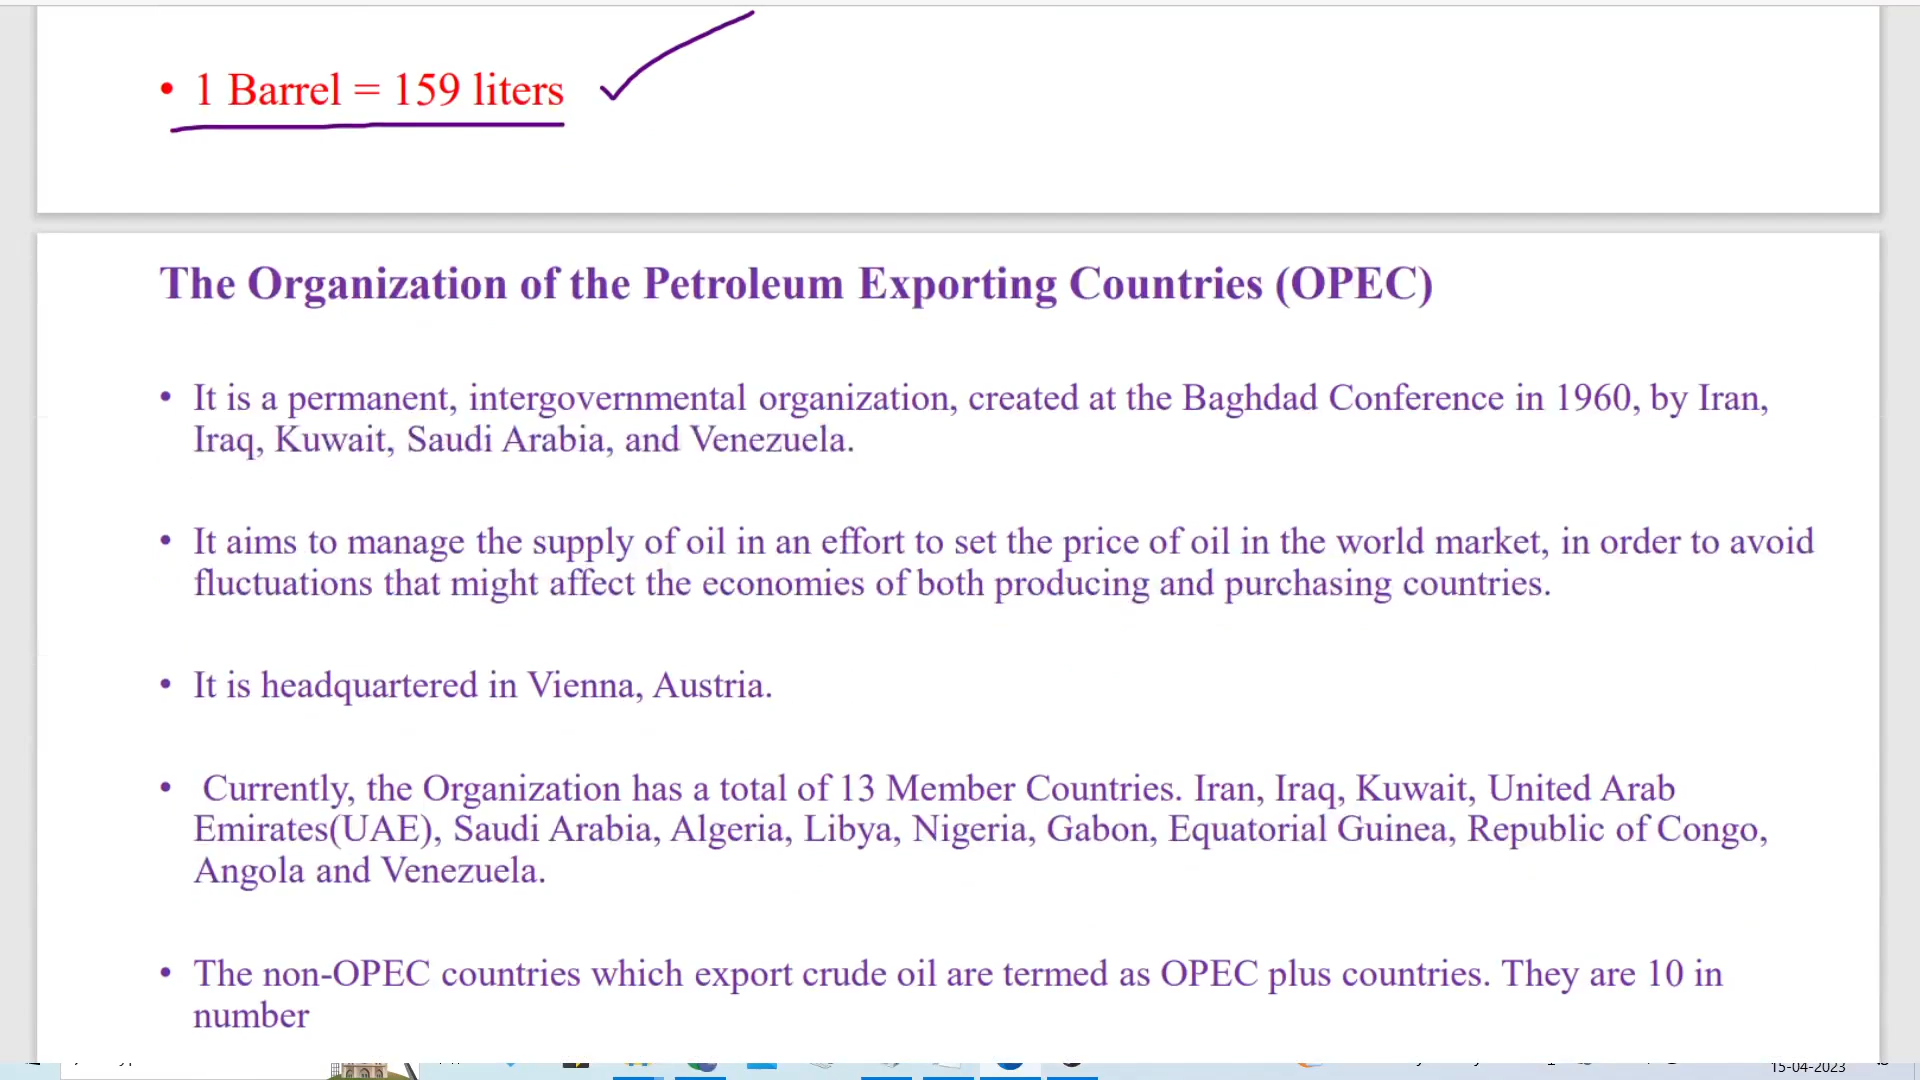 • 1 Barrel = 159 liters
The Organization of the Petroleum Exporting Countries (OPEC)
• It is a permanent, intergovernmental organization, created at the Baghdad Conference in 1960, by Iran,
Iraq, Kuwait, Saudi Arabia, and Venezuela.
• It aims to manage the supply of oil in an effort to set the price of oil in the world market, in order to avoid
fluctuations that might affect the economies of both producing and purchasing countries.
• It is headquartered in Vienna, Austria.
• Currently, the Organization has a total of 13 Member Countries. Iran, Iraq, Kuwait, United Arab
Emirates(UAE), Saudi Arabia, Algeria, Libya, Nigeria, Gabon, Equatorial Guinea, Republic of Congo,
Angola and Venezuela.
• The non-OPEC countries which export crude oil are termed as OPEC plus countries. They are 10 in
number
15-04-2023